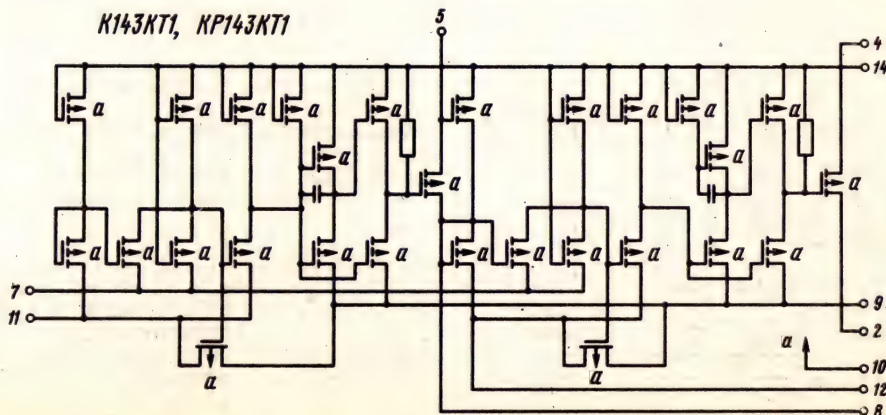 К143КТ1, КР143КТ1
5
4
14
а а а а а а а а а а
а а а а
а а а а а а а а а а а а
7
9
11
2
а
10
а а
12
8